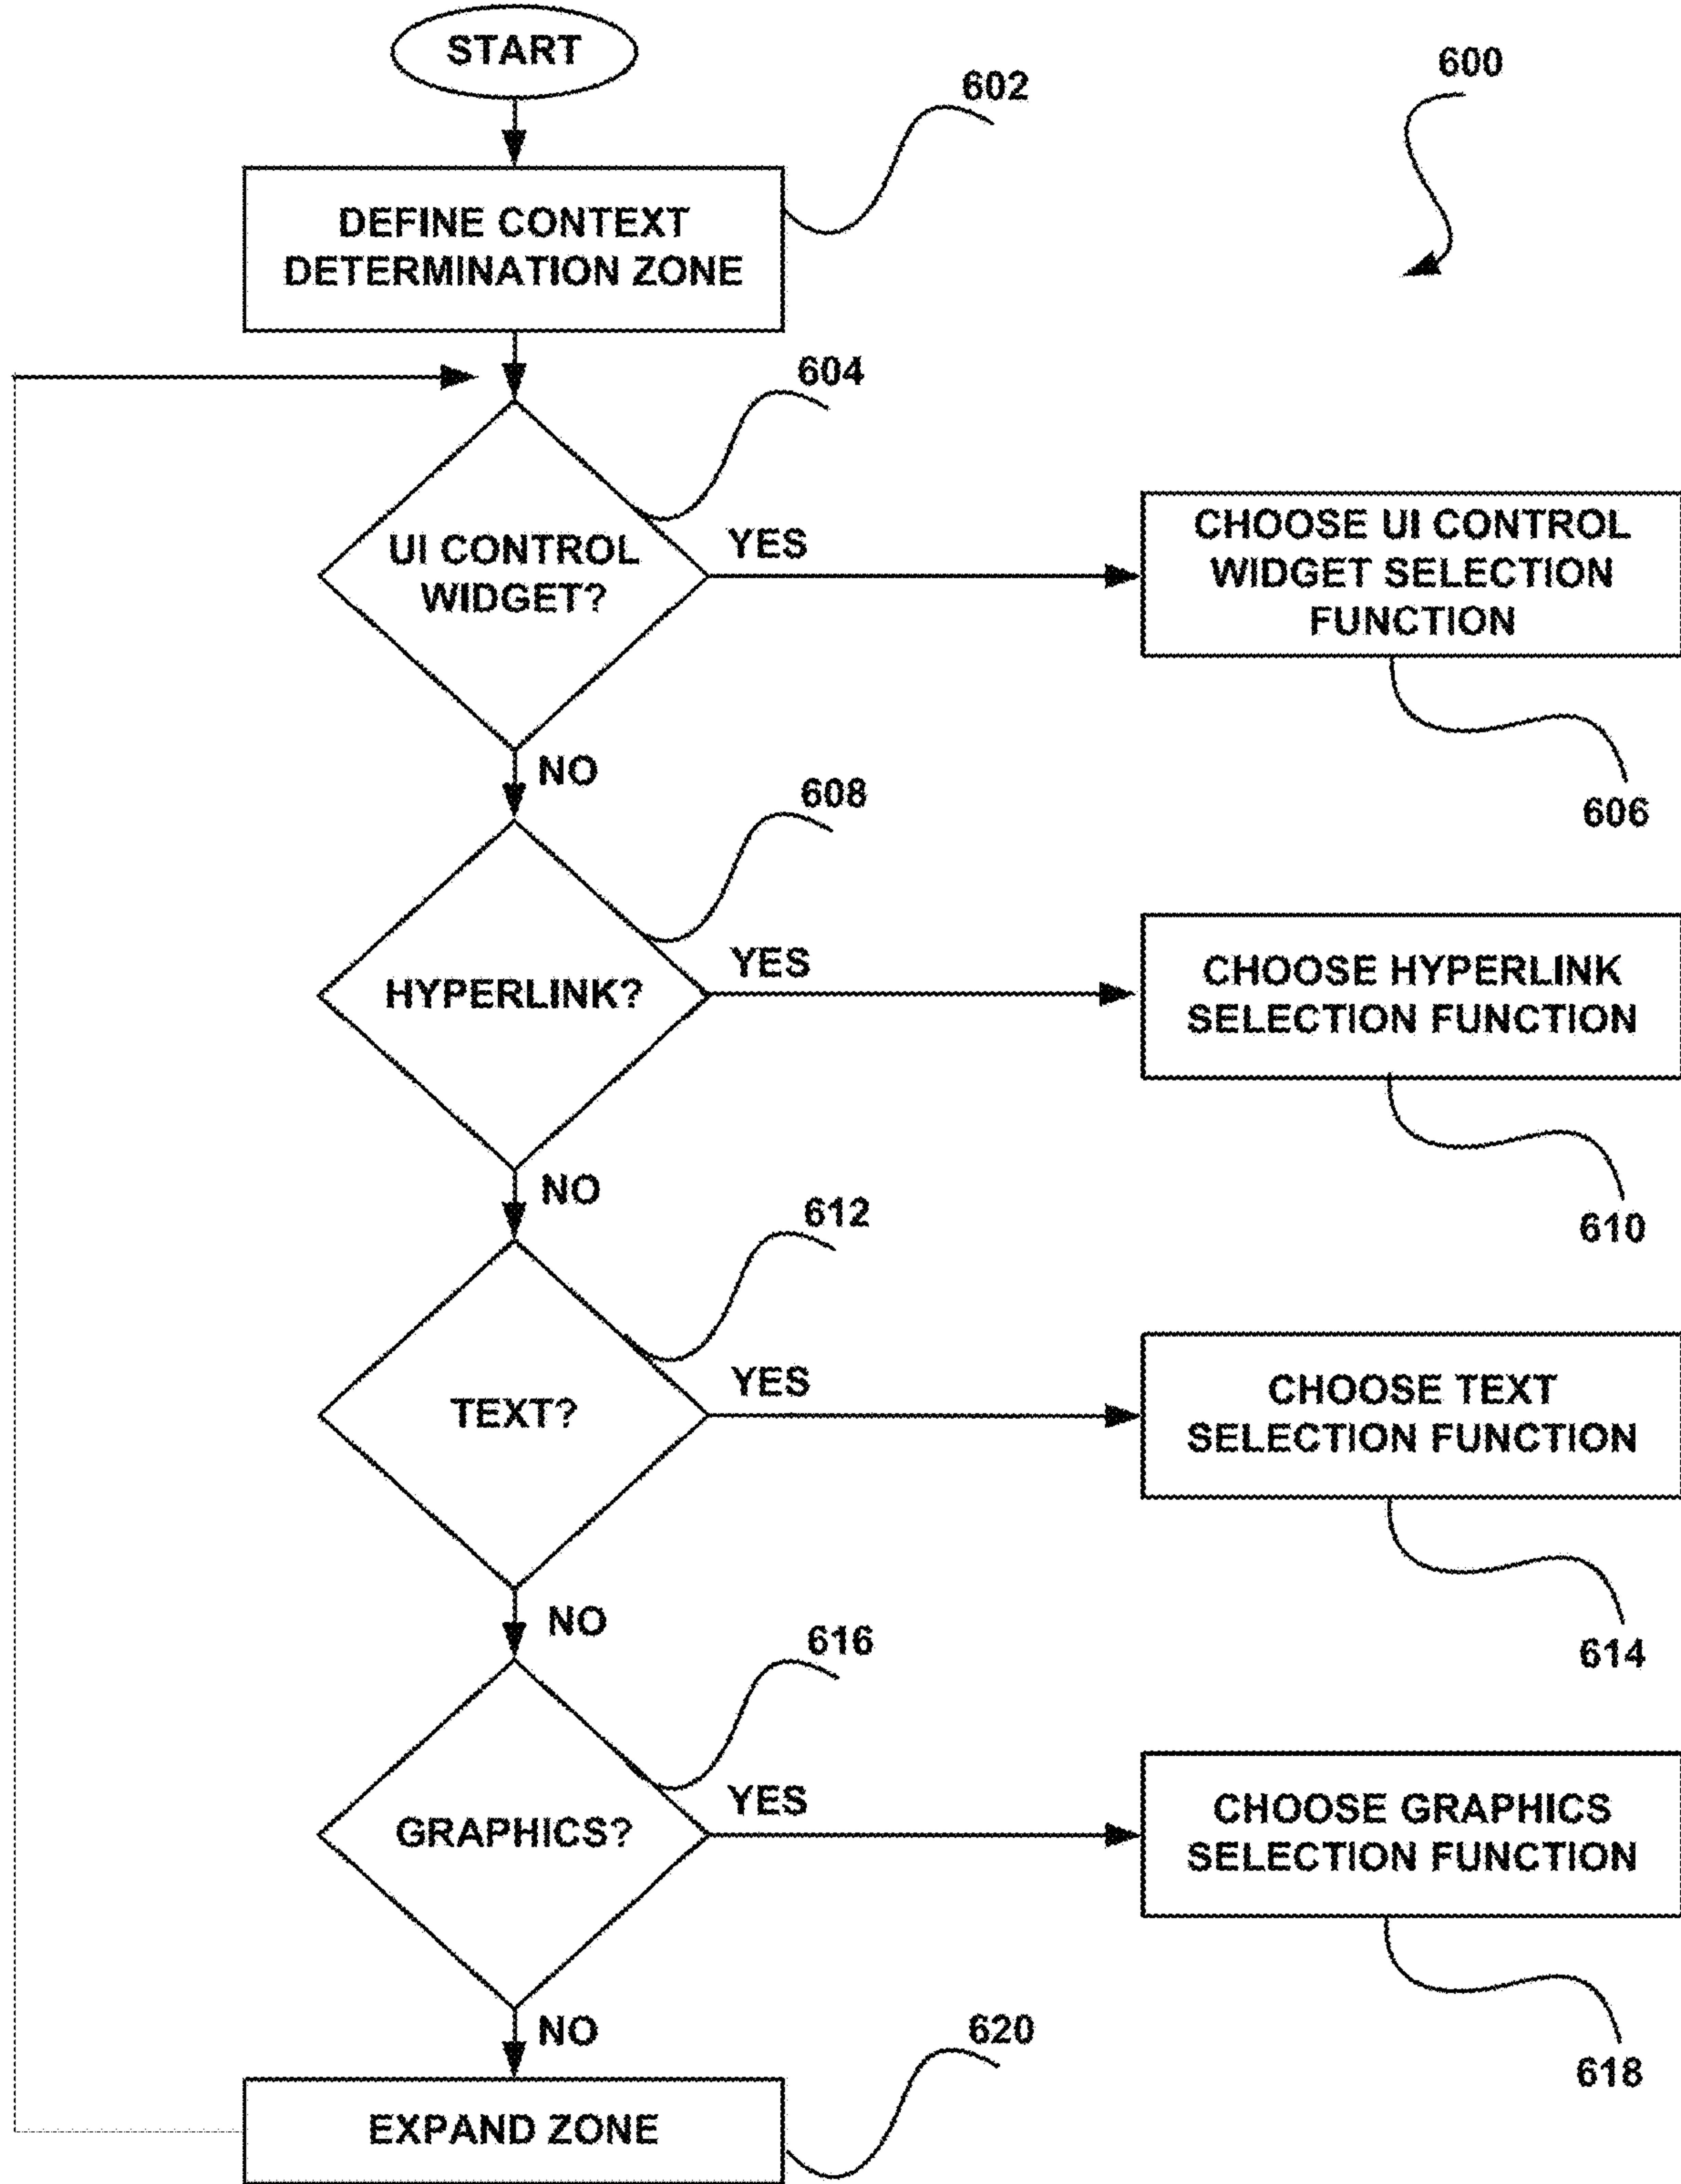 START
602
600
DEFINE CONTEXT
DETERMINATION ZONE
604
UI CONTROL
WIDGET?
YES
CHOOSE UI CONTROL
WIDGET SELECTION
FUNCTION
606
NO
608
HYPERLINK?
YES
CHOOSE HYPERLINK
SELECTION FUNCTION
610
NO
612
TEXT?
YES
CHOOSE TEXT
SELECTION FUNCTION
614
NO
616
GRAPHICS?
YES
CHOOSE GRAPHICS
SELECTION FUNCTION
618
NO
620
EXPAND ZONE